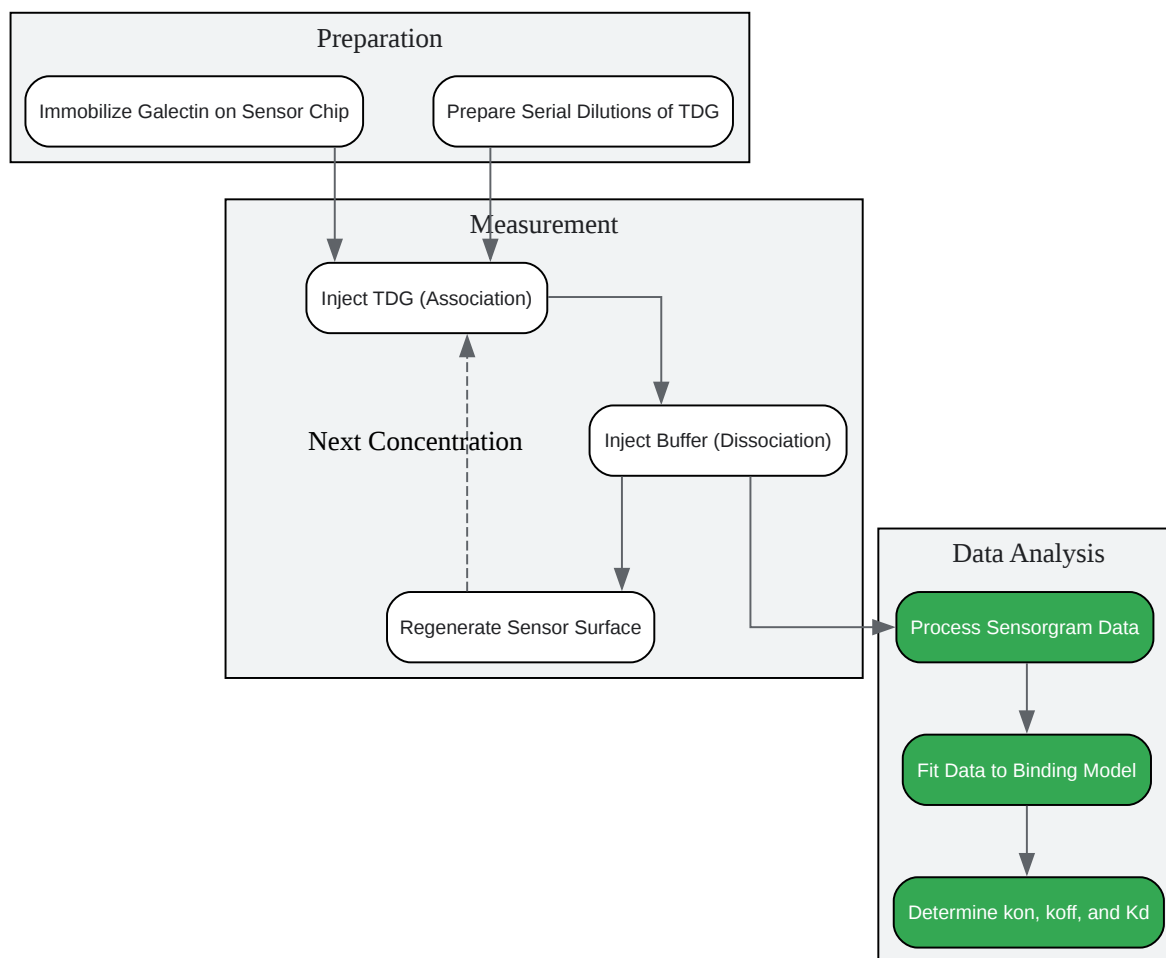 Preparation
Immobilize Galectin on Sensor Chip
Prepare Serial Dilutions of TDG
Measurement
Inject TDG (Association)
Next Concentration
Inject Buffer (Dissociation)
Regenerate Sensor Surface
Data Analysis
Process Sensorgram Data
Fit Data to Binding Model
Determine kon, koff, and Kd